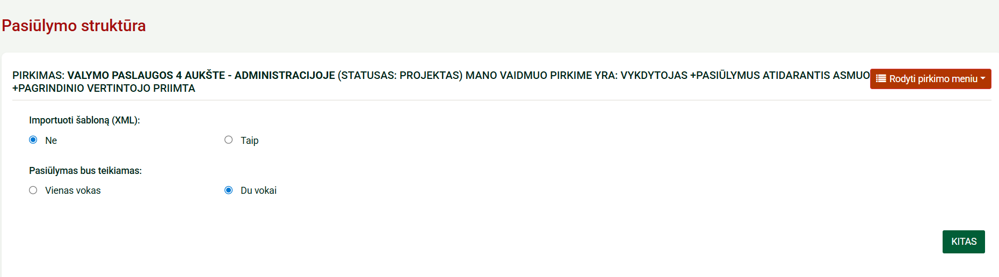 Pasiūlymo struktūra
PIRKIMAS: VALYMO PASLAUGOS 4 AUKŠTE - ADMINISTRACIJOJE (STATUSAS: PROJEKTAS) MANO VAIDMUO PIRKIME YRA: VYKDYTOJAS +PASIŪLYMUS ATIDARANTIS ASMUO
+PAGRINDINIO VERTINTOJO PRIIMTA
Rodyti pirkimo meniu
Importuoti šabloną (XML):
Ne Taip
Pasiūlymas bus teikiamas:
Vienas vokas Du vokai
KITAS